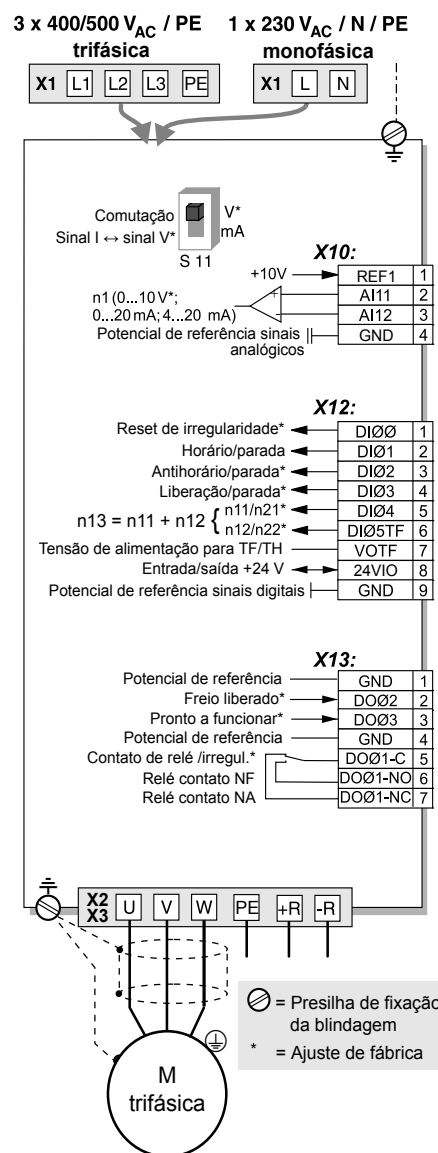 3 x 400/500 VAC / PE
trifásica
1 x 230 VAC / N / PE
monofásica
X1 L1 L2 L3 PE
X1 L N
Comutação
Sinal I ↔ sinal V*
V*
mA
S 11
X10:
+10V REF1 1
n1 (0...10 V*; AI11 2
0...20 mA; 4...20 mA) AI12 3
Potencial de referência sinais
analógicos
GND 4
X12:
Reset de irregularidade* DIØØ 1
Horário/parada DIØ1 2
Antihorário/parada* DIØ2 3
Liberação/parada* DIØ3 4
n13 = n11 + n12 {
n11/n21* DIØ4 5
n12/n22* DIØ5TF 6
Tensão de alimentação para TF/TH VOTF 7
Entrada/saída +24 V 24VIO 8
Potencial de referência sinais digitais GND 9
X13:
Potencial de referência GND 1
Freio liberado* DOØ2 2
Pronto a funcionar* DOØ3 3
Potencial de referência GND 4
Contato de relé /irregul.* DOØ1-C 5
Relé contato NF DOØ1-NO 6
Relé contato NA DOØ1-NC 7
X2
X3
U V W PE +R -R
M
trifásica
= Presilha de fixação
da blindagem
* = Ajuste de fábrica